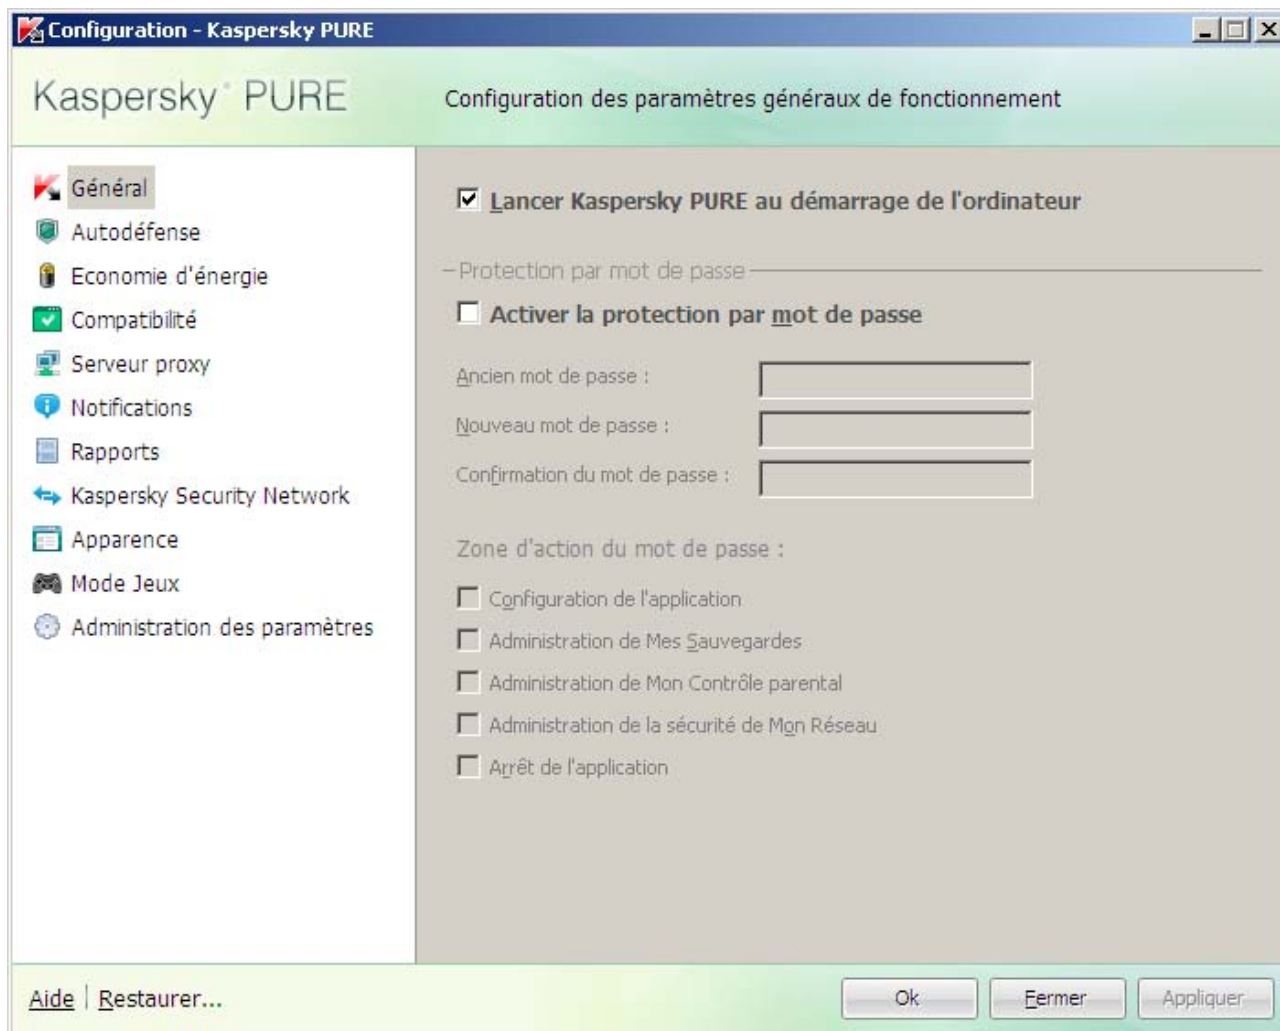 Configuration - Kaspersky PURE
Kaspersky PURE
Configuration des paramètres généraux de fonctionnement
Général
Autodéfense
Economie d'énergie
Compatibilité
Serveur proxy
Notifications
Rapports
Kaspersky Security Network
Apparence
Mode Jeux
Administration des paramètres
Lancer Kaspersky PURE au démarrage de l'ordinateur
Protection par mot de passe
Activer la protection par mot de passe
Ancien mot de passe :
Nouveau mot de passe :
Confirmation du mot de passe :
Zone d'action du mot de passe :
Configuration de l'application
Administration de Mes Sauvegardes
Administration de Mon Contrôle parental
Administration de la sécurité de Mon Réseau
Arrêt de l'application
Aide | Restaurer...
Ok
Fermer
Appliquer